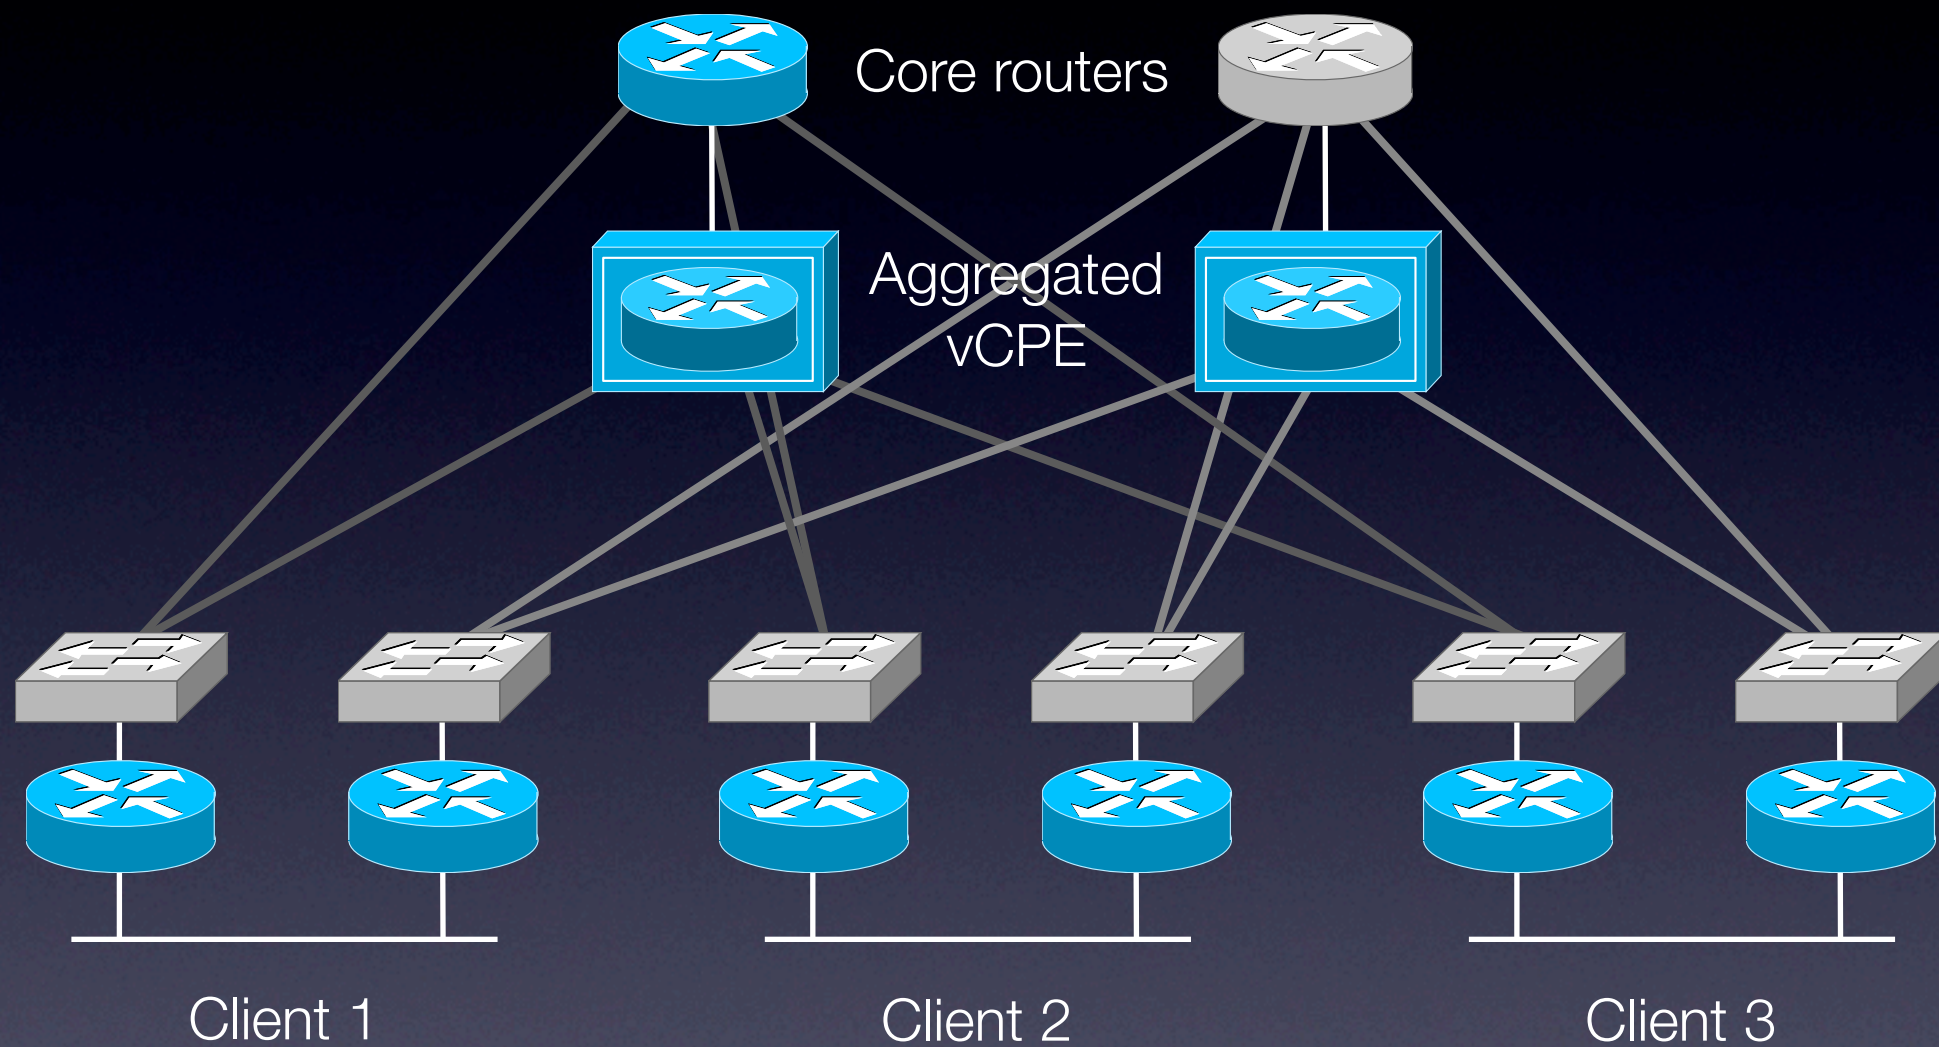 Core routers
Aggregated
vCPE
Client 1
Client 2
Client 3